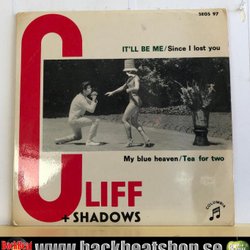 SEGS 97
IT'LL BE ME/Since I lost you
My blue heaven/Tea for two
CLIFF
+ SHADOWS
COLUMBIA
www.backbeatshop.se